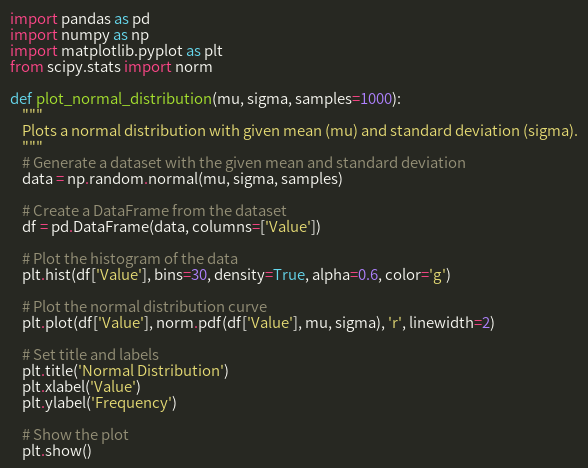 import pandas as pd
import numpy as np
import matplotlib.pyplot as plt
from scipy.stats import norm

def plot_normal_distribution(mu, sigma, samples=1000):
    """
    Plots a normal distribution with given mean (mu) and standard deviation (sigma).
    """
    # Generate a dataset with the given mean and standard deviation
    data = np.random.normal(mu, sigma, samples)

    # Create a DataFrame from the dataset
    df = pd.DataFrame(data, columns=['Value'])

    # Plot the histogram of the data
    plt.hist(df['Value'], bins=30, density=True, alpha=0.6, color='g')

    # Plot the normal distribution curve
    plt.plot(df['Value'], norm.pdf(df['Value'], mu, sigma), 'r', linewidth=2)

    # Set title and labels
    plt.title('Normal Distribution')
    plt.xlabel('Value')
    plt.ylabel('Frequency')

    # Show the plot
    plt.show()